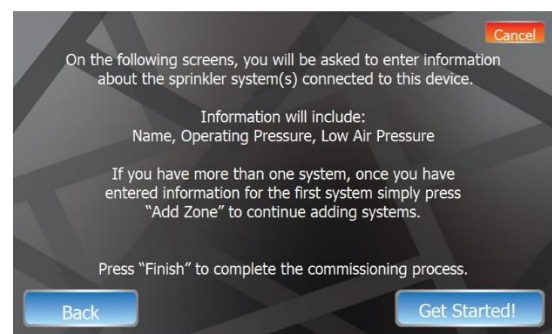 Cancel
On the following screens, you will be asked to enter information
about the sprinkler system(s) connected to this device.
Information will include:
Name, Operating Pressure, Low Air Pressure
If you have more than one system, once you have
entered information for the first system simply press
“Add Zone” to continue adding systems.
Press “Finish” to complete the commissioning process.
Back
Get Started!